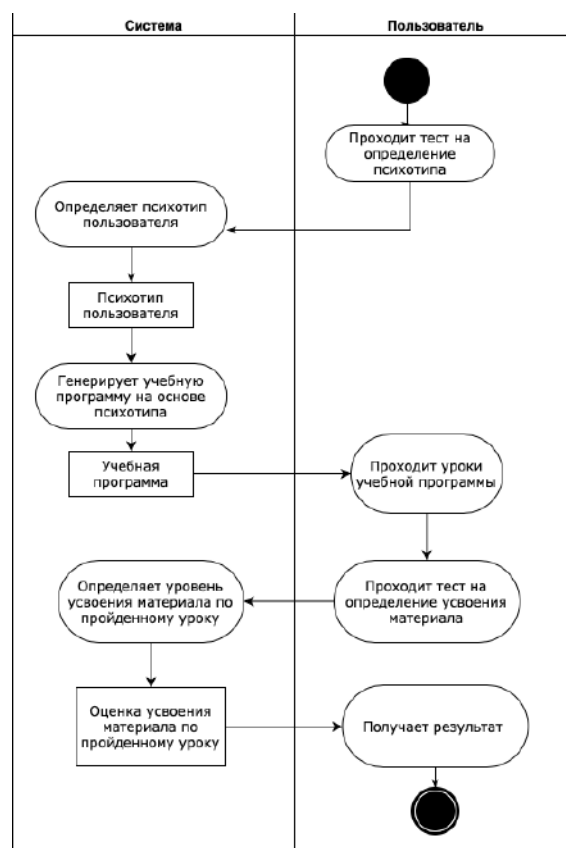 Система
Пользователь
Проходит тест на
определение
психотипа
Определяет психотип
пользователя
Психотип
пользователя
Генерирует учебную
программу на основе
психотипа
Учебная
программа
Проходит уроки
учебной программы
Проходит тест на
определение усвоения
материала
Определяет уровень
усвоения материала по
пройденному уроку
Оценка усвоения
материала по
пройденному уроку
Получает результат